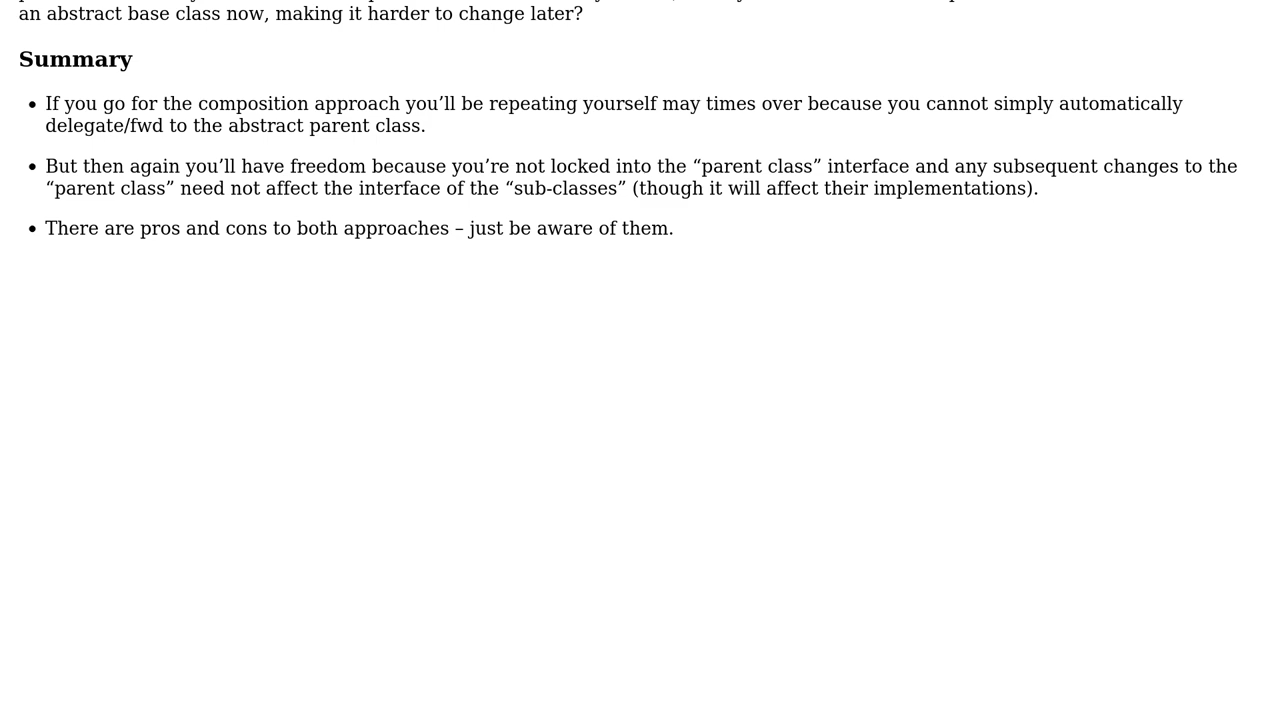 an abstract base class now, making it harder to change later?
Summary
• If you go for the composition approach you’ll be repeating yourself may times over because you cannot simply automatically
delegate/fwd to the abstract parent class.
• But then again you’ll have freedom because you’re not locked into the “parent class” interface and any subsequent changes to the
“parent class” need not affect the interface of the “sub-classes” (though it will affect their implementations).
• There are pros and cons to both approaches – just be aware of them.